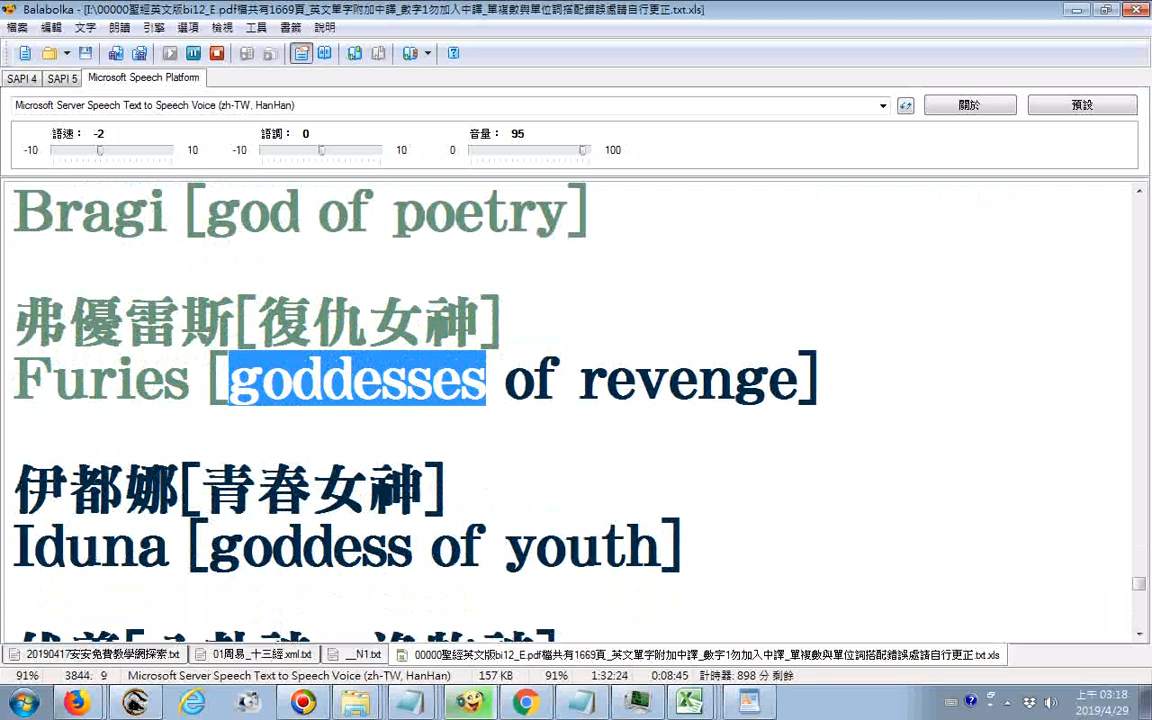 Balabolka - [I:\00000聖經英文版bi12_E.pdf檔共有1669頁_英文單字附加中譯_數字1勿加入中譯_單複數與單位詞搭配錯誤處請自行更正.txt.xls]
檔案 編輯 文字 朗讀 引擎 選項 檢視 工具 書籤 說明
SAPI 4 SAPI 5 Microsoft Speech Platform
Microsoft Server Speech Text to Speech Voice (zh-TW, HanHan) 關於 預設
語速： -2 語調： 0 音量： 95
-10 10 -10 10 0 100
Bragi [god of poetry]
弗優雷斯[復仇女神]
Furies [goddesses of revenge]
伊都娜[青春女神]
Iduna [goddess of youth]
20190417安安免費教學網探索.txt 01周易_十三經.xml.txt __N1.txt 00000聖經英文版bi12_E.pdf檔共有1669頁_英文單字附加中譯_數字1勿加入中譯_單複數與單位詞搭配錯誤處請自行更正.txt.xls
91% 3844: 9 Microsoft Server Speech Text to Speech Voice (zh-TW, HanHan) 157 KB 91% 1:32:24 0:08:45 計時器: 898 分 剩餘
上午 03:18
2019/4/29